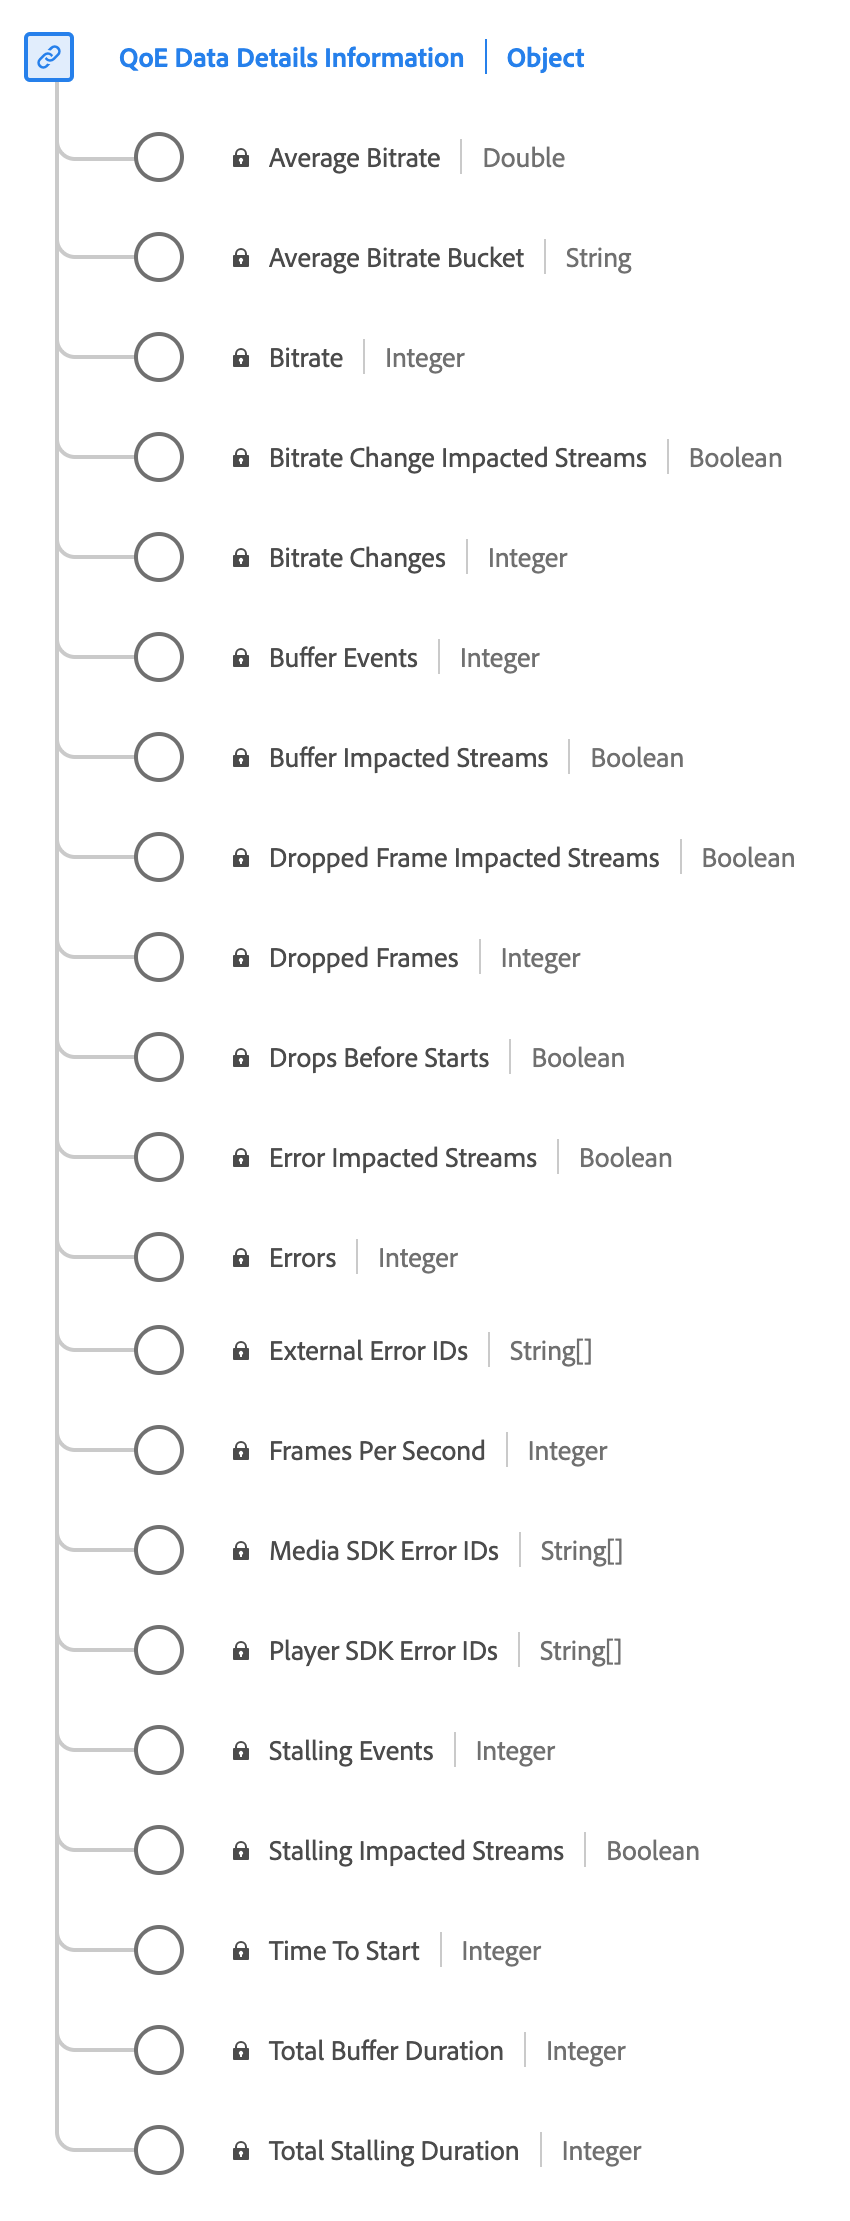 QoE Data Details Information | Object
Average Bitrate | Double
Average Bitrate Bucket | String
Bitrate | Integer
Bitrate Change Impacted Streams | Boolean
Bitrate Changes | Integer
Buffer Events | Integer
Buffer Impacted Streams | Boolean
Dropped Frame Impacted Streams | Boolean
Dropped Frames | Integer
Drops Before Starts | Boolean
Error Impacted Streams | Boolean
Errors | Integer
External Error IDs | String[]
Frames Per Second | Integer
Media SDK Error IDs | String[]
Player SDK Error IDs | String[]
Stalling Events | Integer
Stalling Impacted Streams | Boolean
Time To Start | Integer
Total Buffer Duration | Integer
Total Stalling Duration | Integer